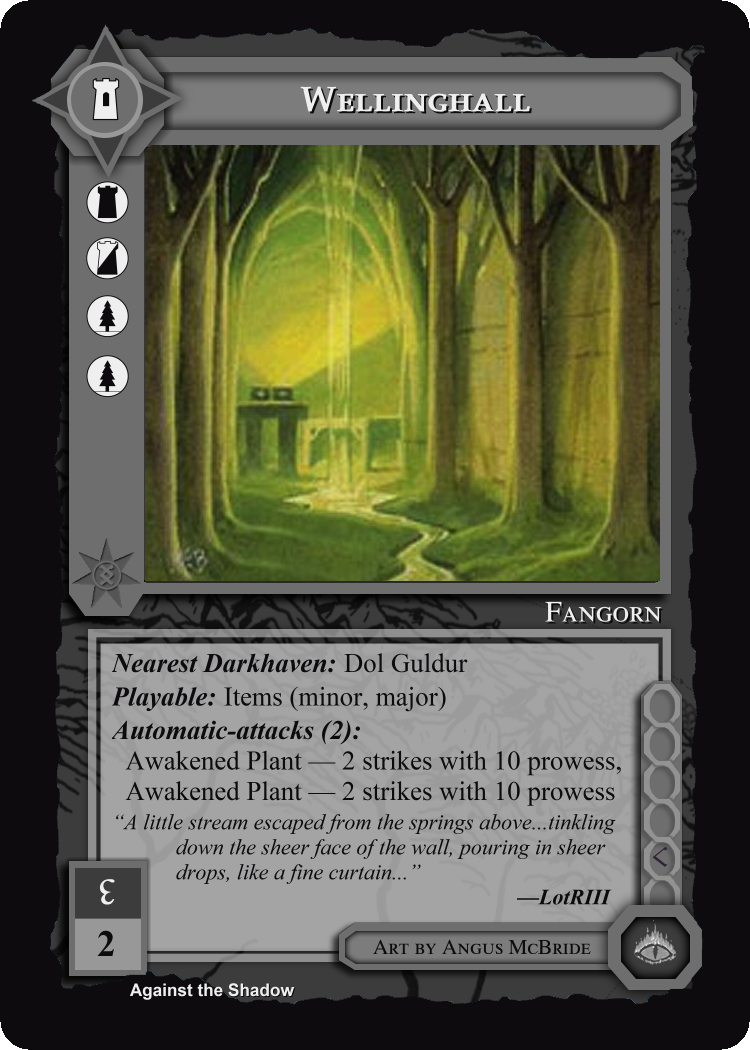 Wellinghall
Fangorn
Nearest Darkhaven: Dol Guldur
Playable: Items (minor, major)
Automatic-attacks (2):
Awakened Plant — 2 strikes with 10 prowess,
Awakened Plant — 2 strikes with 10 prowess
“A little stream escaped from the springs above...tinkling
down the sheer face of the wall, pouring in sheer
drops, like a fine curtain...”
—LotRIII
2
Art by Angus McBride
Against the Shadow